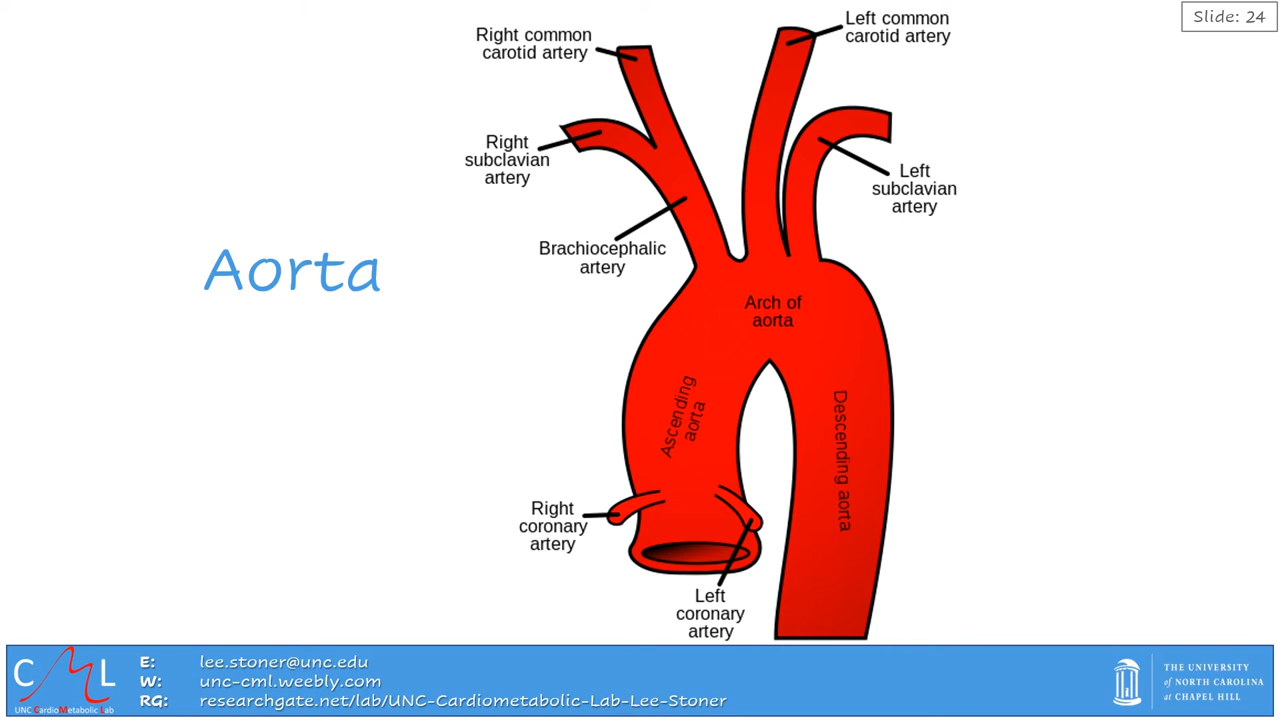 Slide: 24
Left common
carotid artery
Right common
carotid artery
Right
subclavian
artery
Left
subclavian
artery
Brachiocephalic
artery
Aorta
Arch of
aorta
Ascending
aorta
Descending aorta
Right
coronary
artery
Left
coronary
artery
CML
UNC CardioMetabolic Lab
E: lee.stoner@unc.edu
W: unc-cml.weebly.com
RG: researchgate.net/lab/UNC-Cardiometabolic-Lab-Lee-Stoner
THE UNIVERSITY
of NORTH CAROLINA
at CHAPEL HILL